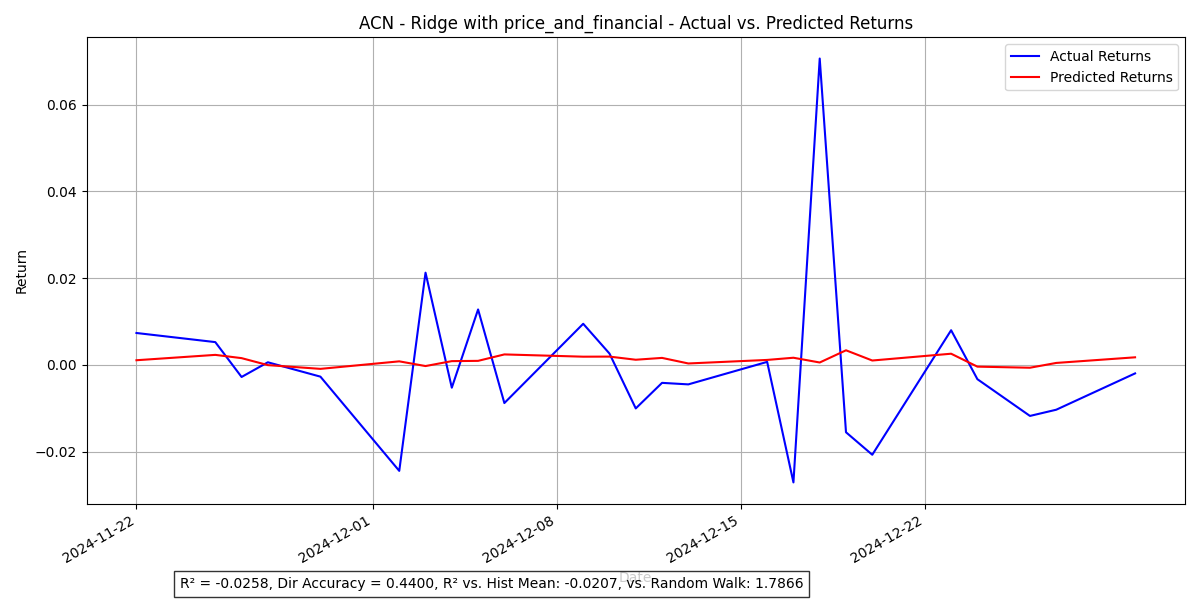 ACN - Ridge with price_and_financial - Actual vs. Predicted Returns
Actual Returns
Predicted Returns
Return
0.06
0.04
0.02
0.00
−0.02
2024-11-22
2024-12-01
2024-12-08
2024-12-15
2024-12-22
Date
R² = -0.0258, Dir Accuracy = 0.4400, R² vs. Hist Mean: -0.0207, vs. Random Walk: 1.7866